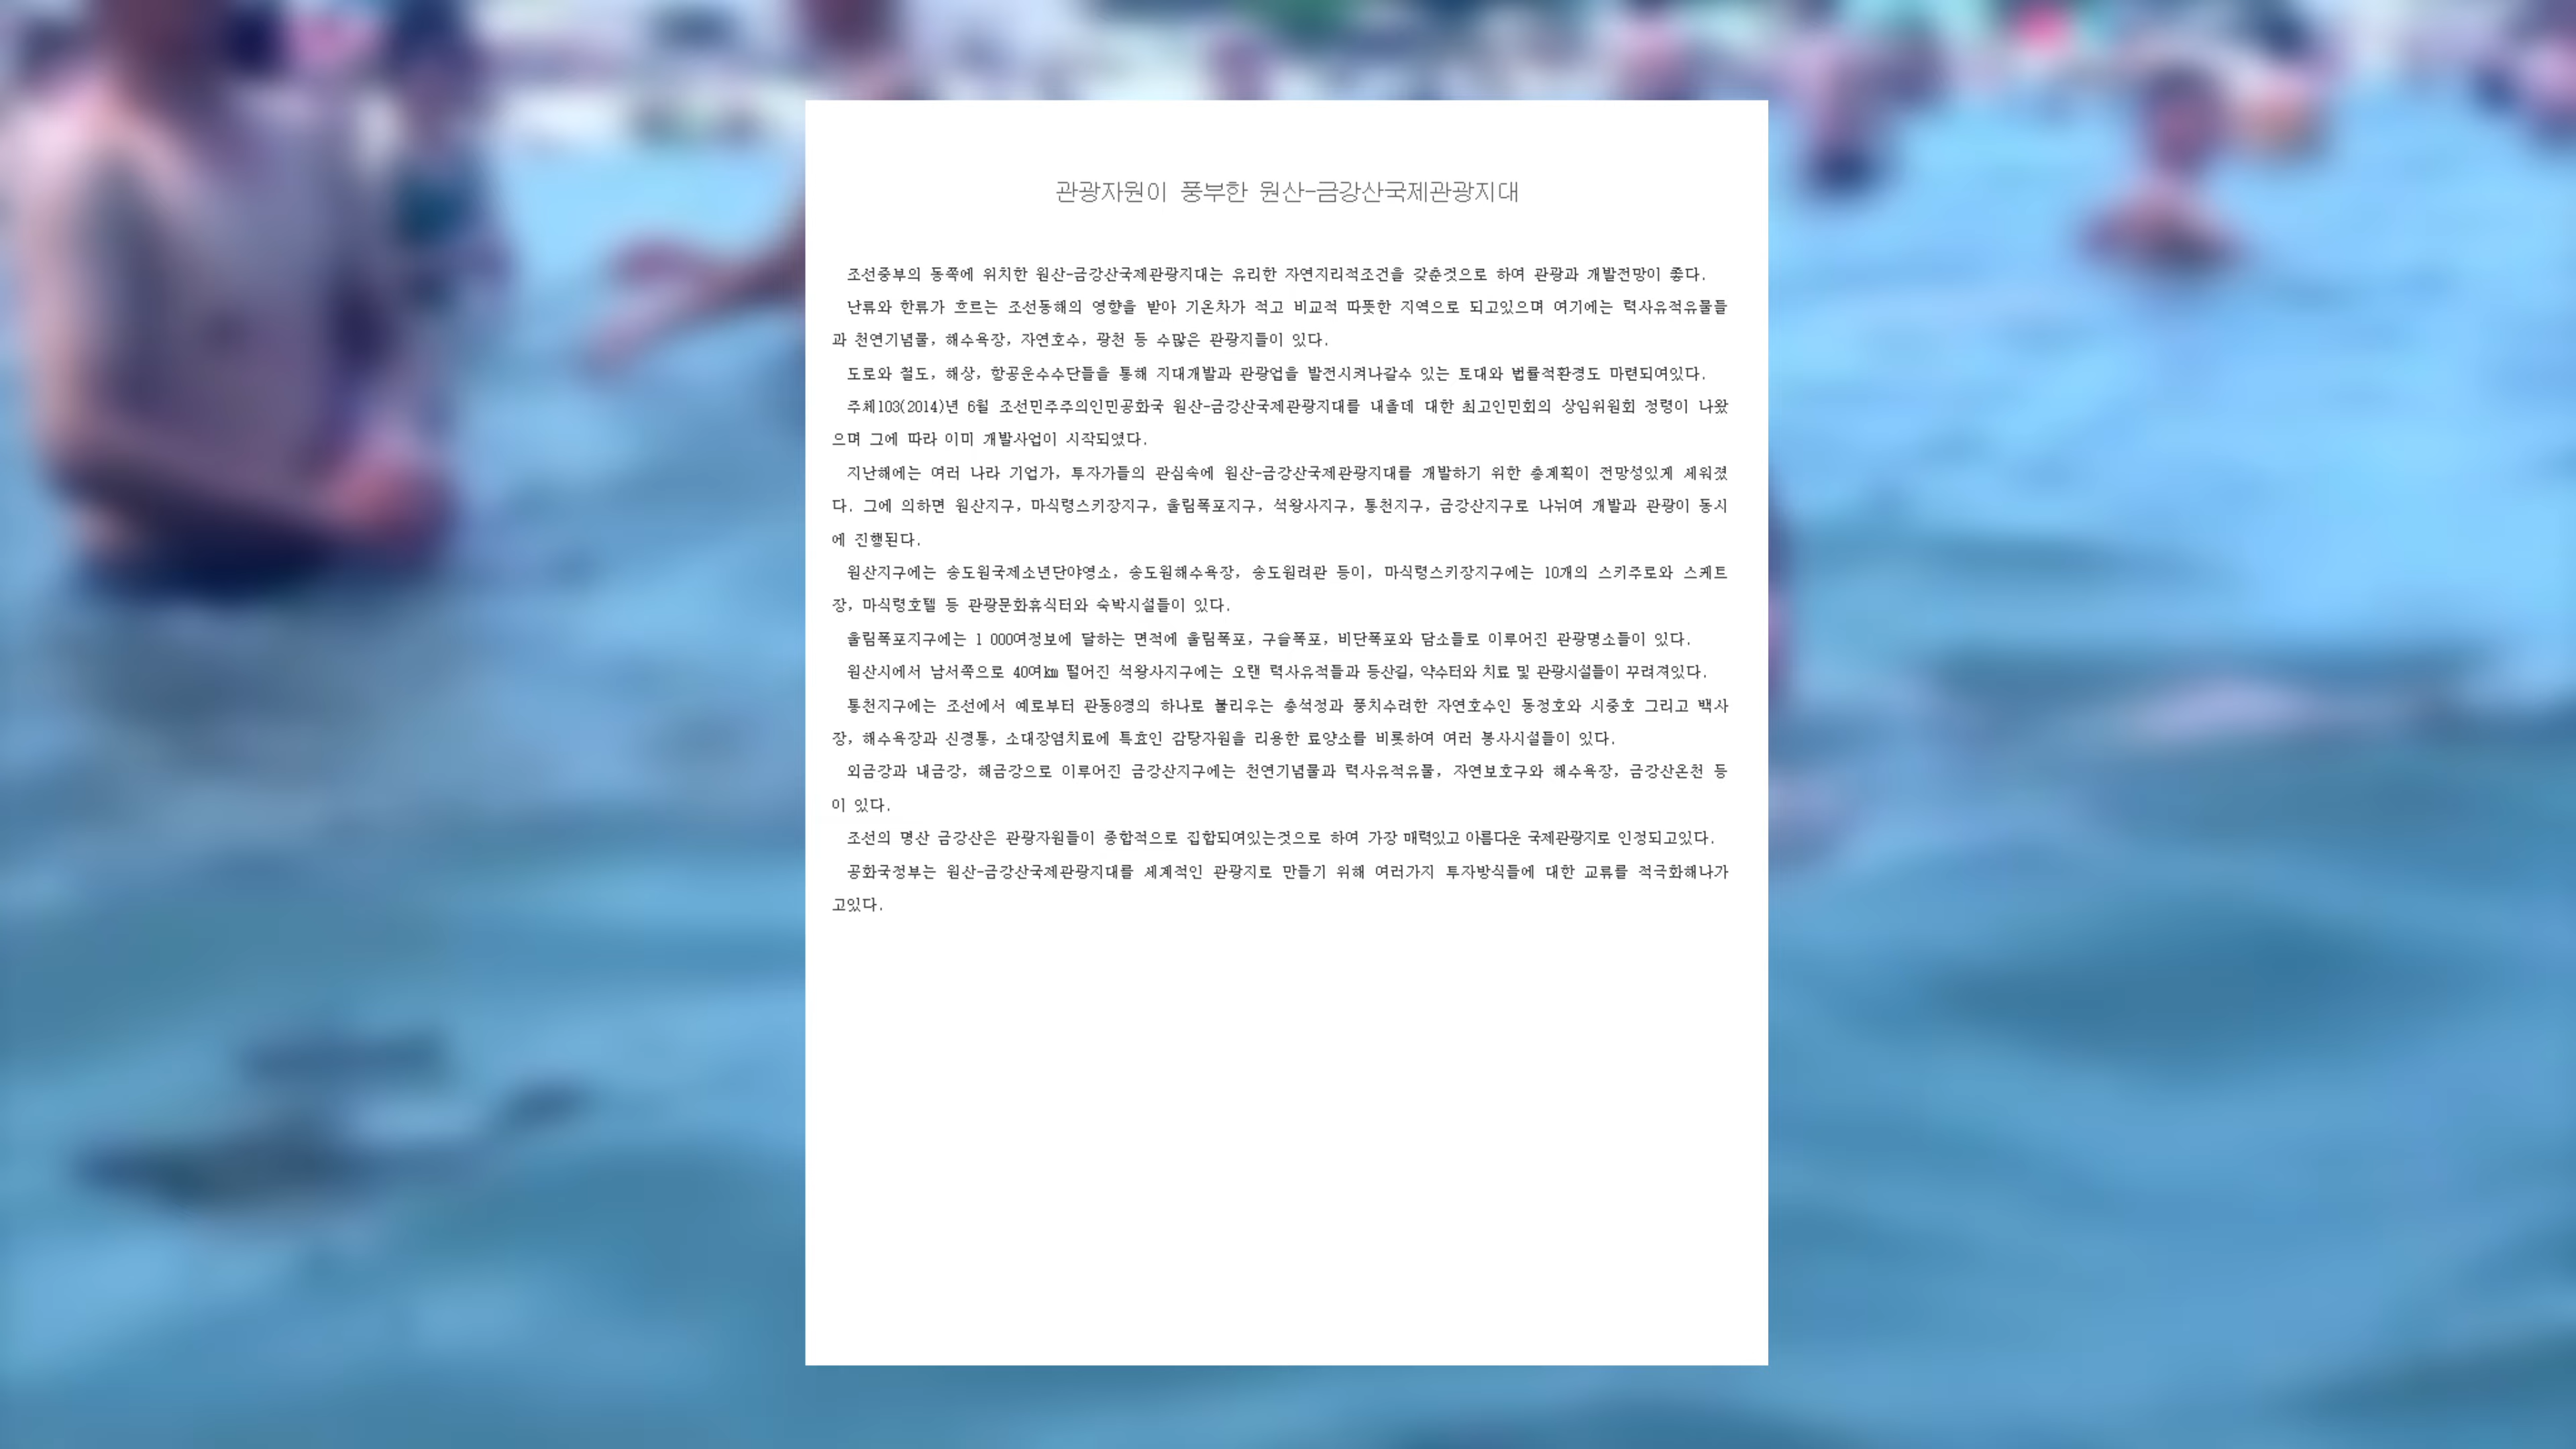 관광자원이 풍부한 원산-금강산국제관광지대
조선중부의 동쪽에 위치한 원산-금강산국제관광지대는 유리한 자연지리적조건을 갖춘것으로 하여 관광과 개발전망이 좋다.
난류와 한류가 흐르는 조선동해의 영향을 받아 기온차가 적고 비교적 따뜻한 지역으로 되고있으며 여기에는 력사유적유물들
과 천연기념물, 해수욕장, 자연호수, 광천 등 수많은 관광지들이 있다.
도로와 철도, 해상, 항공운수수단들을 통해 지대개발과 관광업을 발전시켜나갈수 있는 토대와 법률적환경도 마련되여있다.
주체103(2014)년 6월 조선민주주의인민공화국 원산-금강산국제관광지대를 내올데 대한 최고인민회의 상임위원회 정령이 나왔
으며 그에 따라 이미 개발사업이 시작되였다.
지난해에는 여러 나라 기업가, 투자가들의 관심속에 원산-금강산국제관광지대를 개발하기 위한 총계획이 전망성있게 세워졌
다. 그에 의하면 원산지구, 마식령스키장지구, 울림폭포지구, 석왕사지구, 통천지구, 금강산지구로 나뉘여 개발과 관광이 동시
에 진행된다.
원산지구에는 송도원국제소년단야영소, 송도원해수욕장, 송도원려관 등이, 마식령스키장지구에는 10개의 스키주로와 스케트
장, 마식령호텔 등 관광문화휴식터와 숙박시설들이 있다.
울림폭포지구에는 1 000여정보에 달하는 면적에 울림폭포, 구슬폭포, 비단폭포와 담소들로 이루어진 관광명소들이 있다.
원산시에서 남서쪽으로 40여㎞ 떨어진 석왕사지구에는 오랜 력사유적들과 등산길, 약수터와 치료 및 관광시설들이 꾸려져있다.
통천지구에는 조선에서 예로부터 관동8경의 하나로 불리우는 총석정과 풍치수려한 자연호수인 동정호와 시중호 그리고 백사
장, 해수욕장과 신경통, 소대장염치료에 특효인 감탕자원을 리용한 료양소를 비롯하여 여러 봉사시설들이 있다.
외금강과 내금강, 해금강으로 이루어진 금강산지구에는 천연기념물과 력사유적유물, 자연보호구와 해수욕장, 금강산온천 등
이 있다.
조선의 명산 금강산은 관광자원들이 종합적으로 집합되여있는것으로 하여 가장 매력있고 아름다운 국제관광지로 인정되고있다.
공화국정부는 원산-금강산국제관광지대를 세계적인 관광지로 만들기 위해 여러가지 투자방식들에 대한 교류를 적극화해나가
고있다.